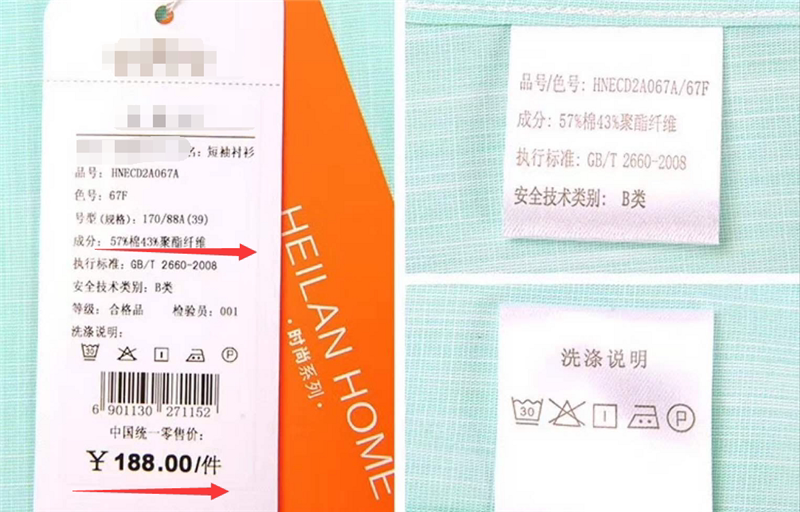 名: 短袖衬衫
品号: HNECD2A067A
色号: 67F
号型(规格): 170/88A(39)
成分: 57%棉43%聚酯纤维
执行标准: GB/T 2660-2008
安全技术类别: B类
等级: 合格品 检验员: 001
洗涤说明:
30 P
6 901130 271152
中国统一零售价:
¥ 188.00/件
HEILAN HOME
·时尚系列·
品号/色号: HNECD2A067A/67F
成分: 57%棉43%聚酯纤维
执行标准: GB/T 2660-2008
安全技术类别: B类
洗涤说明
30 P